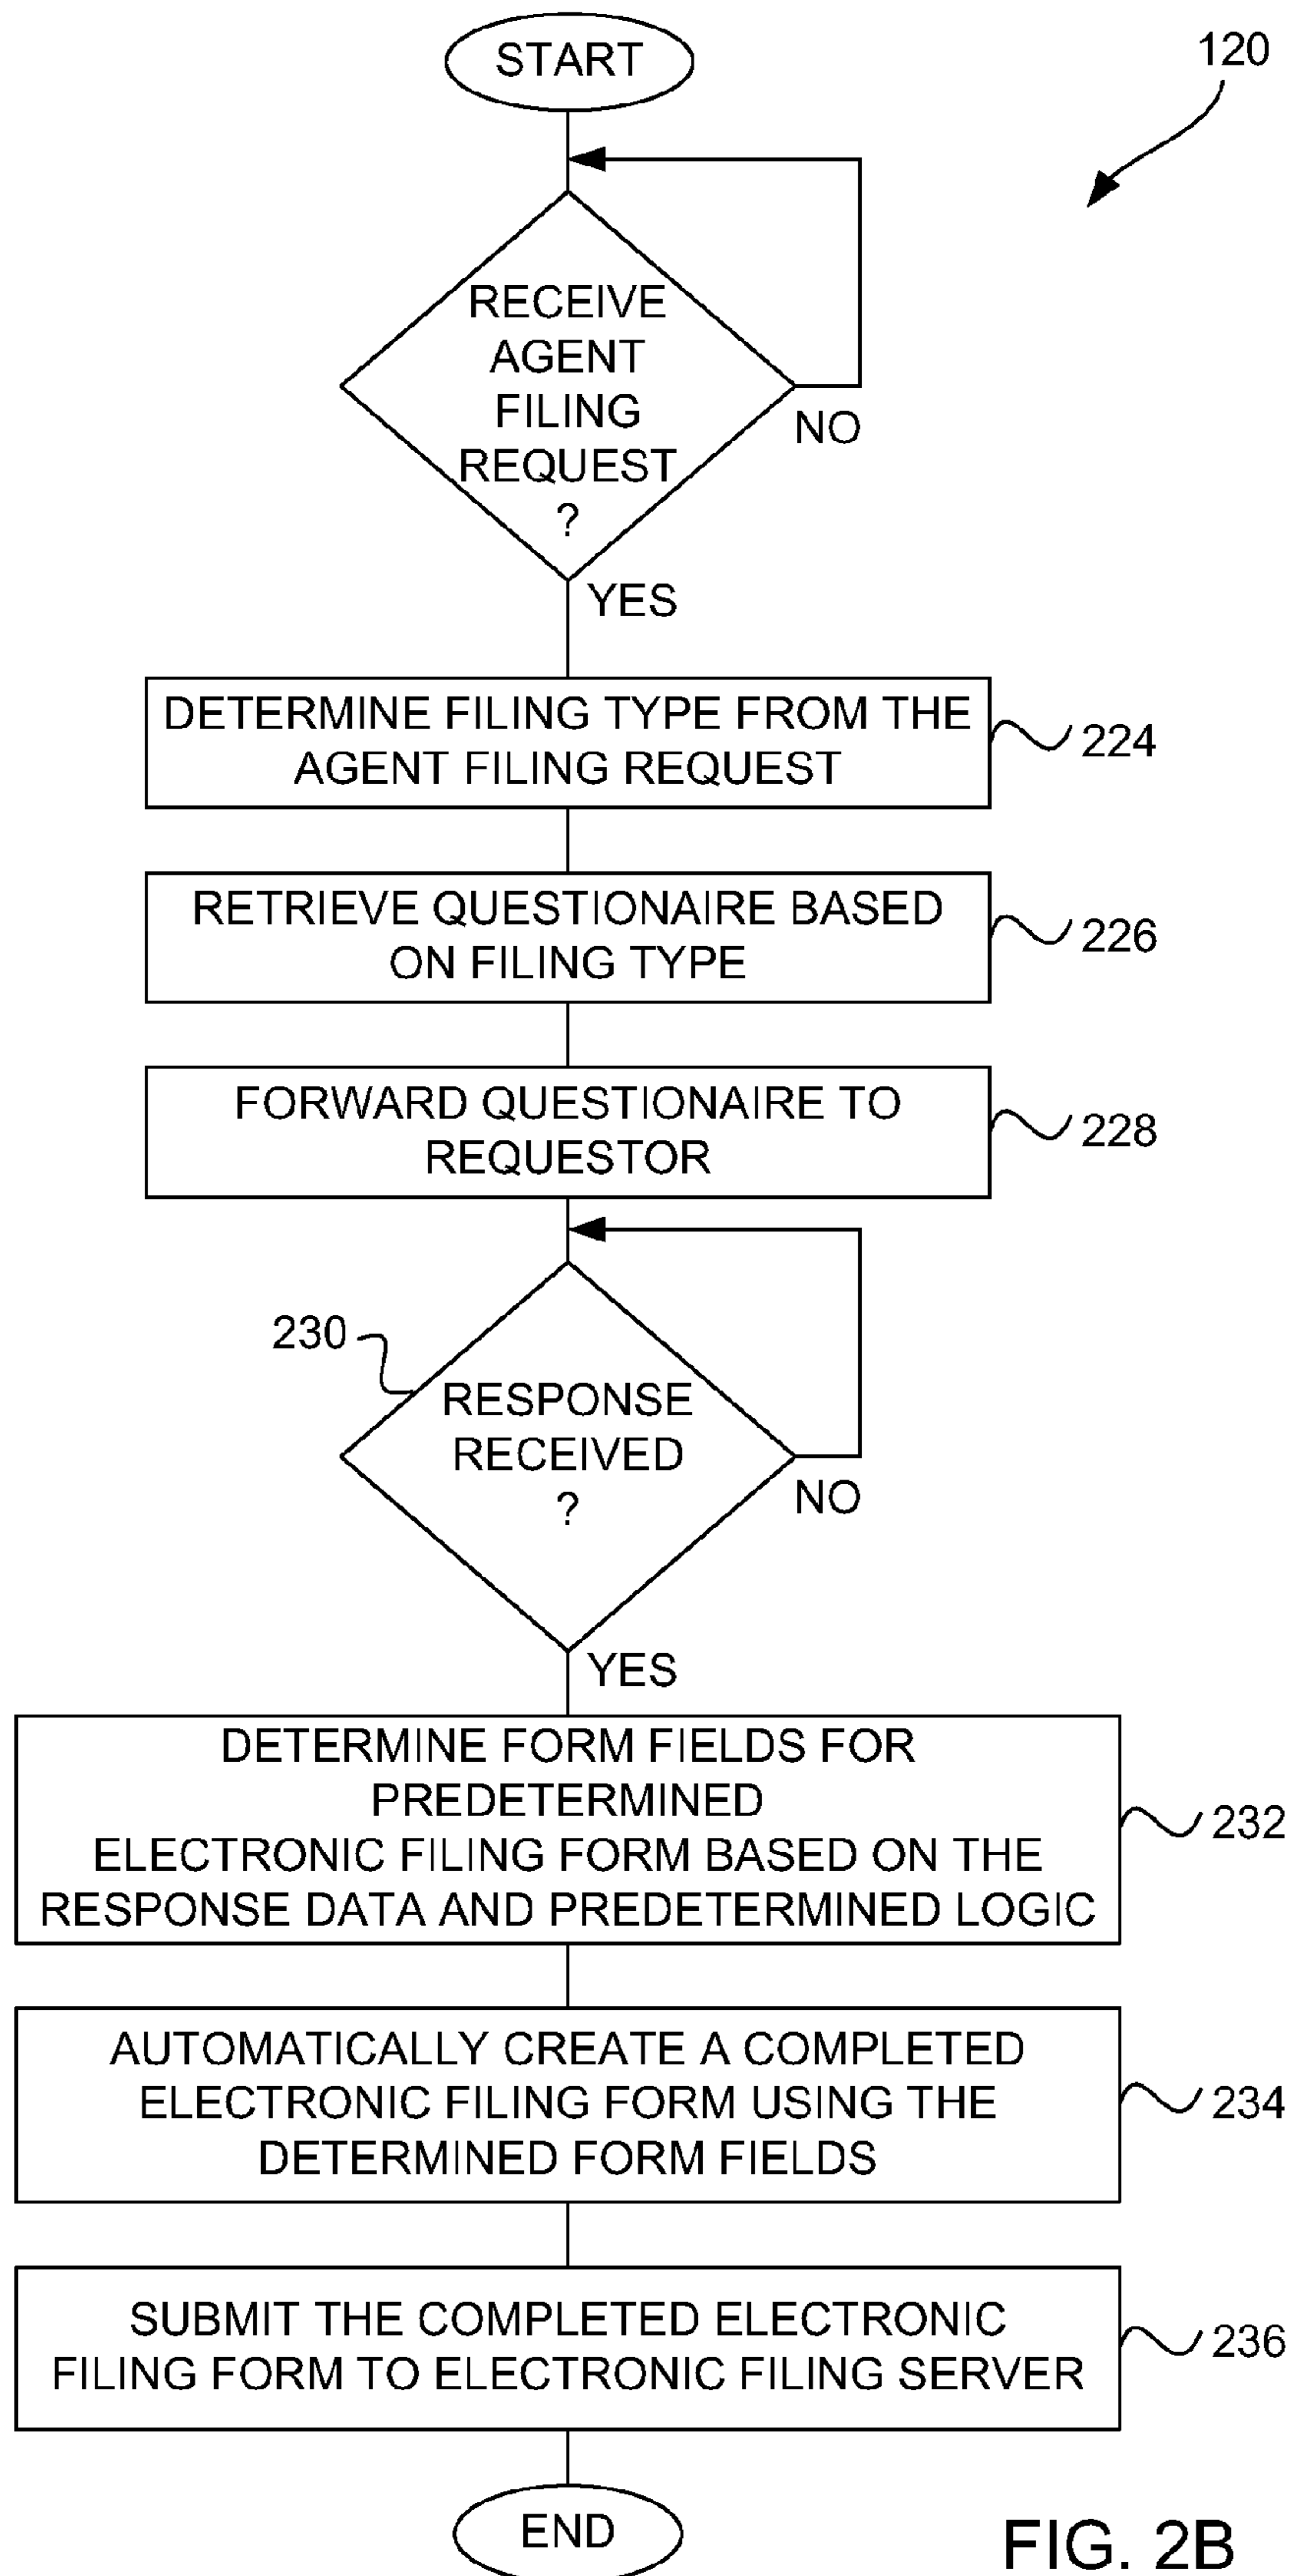 START
120
RECEIVE
AGENT
FILING
REQUEST
?
NO
YES
DETERMINE FILING TYPE FROM THE
AGENT FILING REQUEST
224
RETRIEVE QUESTIONAIRE BASED
ON FILING TYPE
226
FORWARD QUESTIONAIRE TO
REQUESTOR
228
230
RESPONSE
RECEIVED
?
NO
YES
DETERMINE FORM FIELDS FOR
PREDETERMINED
ELECTRONIC FILING FORM BASED ON THE
RESPONSE DATA AND PREDETERMINED LOGIC
232
AUTOMATICALLY CREATE A COMPLETED
ELECTRONIC FILING FORM USING THE
DETERMINED FORM FIELDS
234
SUBMIT THE COMPLETED ELECTRONIC
FILING FORM TO ELECTRONIC FILING SERVER
236
END
FIG. 2B